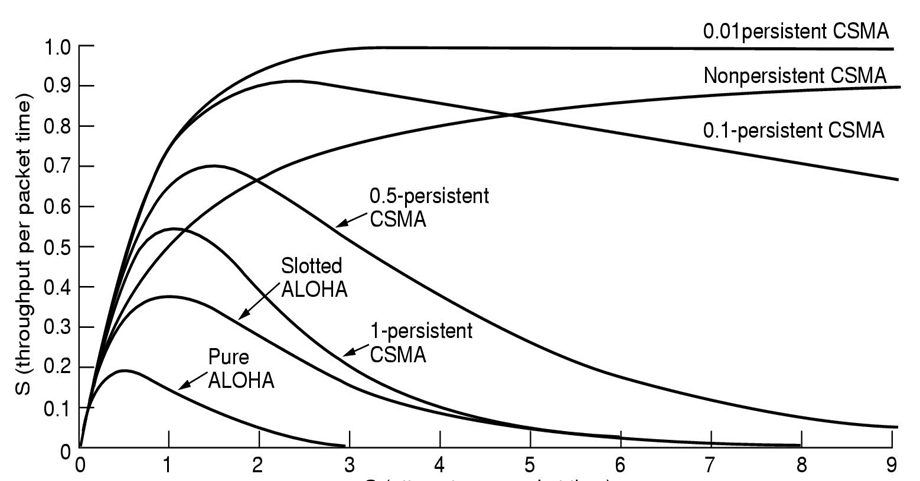 0.01persistent CSMA
Nonpersistent CSMA
0.1-persistent CSMA
0.5-persistent
CSMA
Slotted
ALOHA
1-persistent
CSMA
Pure
ALOHA
S (throughput per packet time)
1.0
0.9
0.8
0.7
0.6
0.5
0.4
0.3
0.2
0.1
0
0 1 2 3 4 5 6 7 8 9